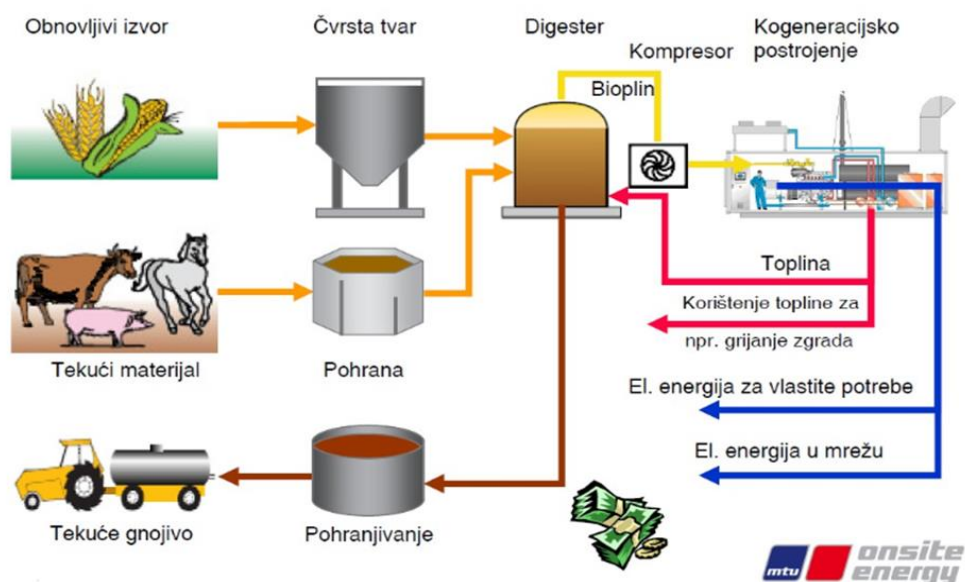 Obnovljivi izvor
Čvrsta tvar
Digester
Kompresor
Kogeneracijsko
postrojenje
Bioplin
Toplina
Korištenje topline za
npr. grijanje zgrada
Tekući materijal
Pohrana
El. energija za vlastite potrebe
El. energija u mrežu
Tekuće gnojivo
Pohranjivanje
mtu
onsite
energy